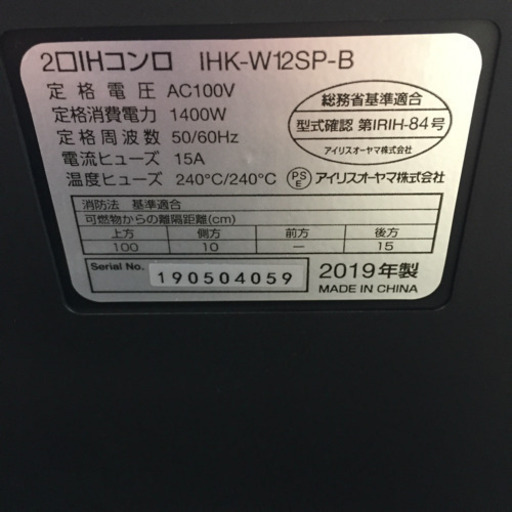 2口IHコンロ IHK-W12SP-B
定格電圧 AC100V
定格消費電力 1400W
定格周波数 50/60Hz
電流ヒューズ 15A
温度ヒューズ 240°C/240°C
総務省基準適合
型式確認 第IRIH-84号
アイリスオーヤマ株式会社
PSE アイリスオーヤマ株式会社
消防法 基準適合
可燃物からの離隔距離(cm)
上方 側方 前方 後方
100 10 — 15
Serial No. 190504059
2019年製
MADE IN CHINA